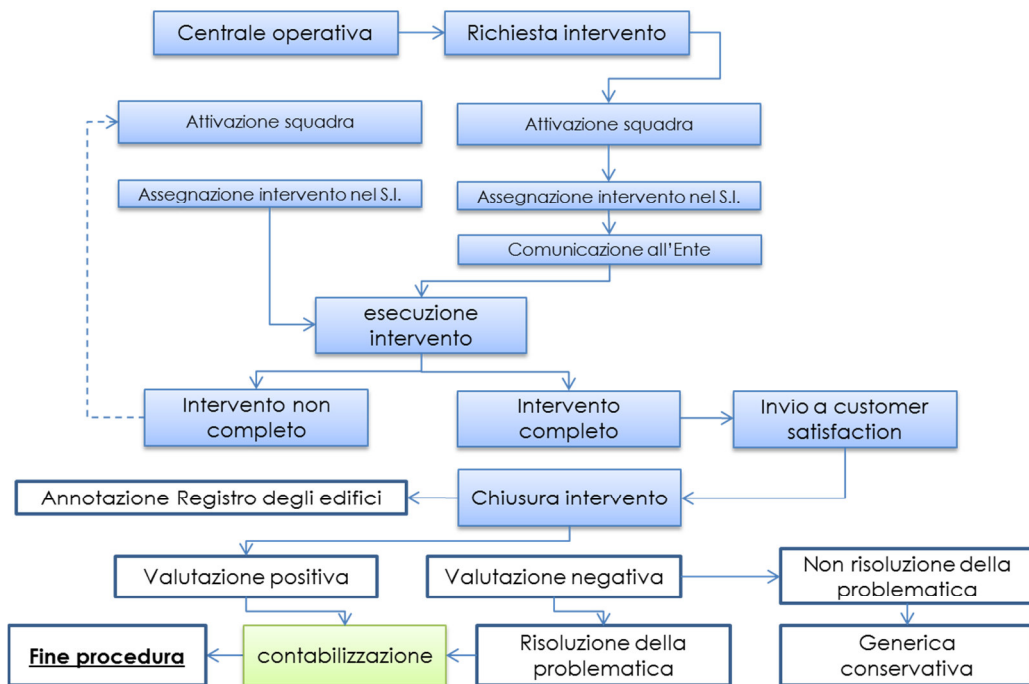 Centrale operativa
Richiesta intervento
Attivazione squadra
Attivazione squadra
Assegnazione intervento nel S.I.
Assegnazione intervento nel S.I.
Comunicazione all'Ente
esecuzione
intervento
Intervento non
completo
Intervento
completo
Invio a customer
satisfaction
Annotazione Registro degli edifici
Chiusura intervento
Valutazione positiva
Valutazione negativa
Non risoluzione della
problematica
Fine procedura
contabilizzazione
Risoluzione della
problematica
Generica
conservativa